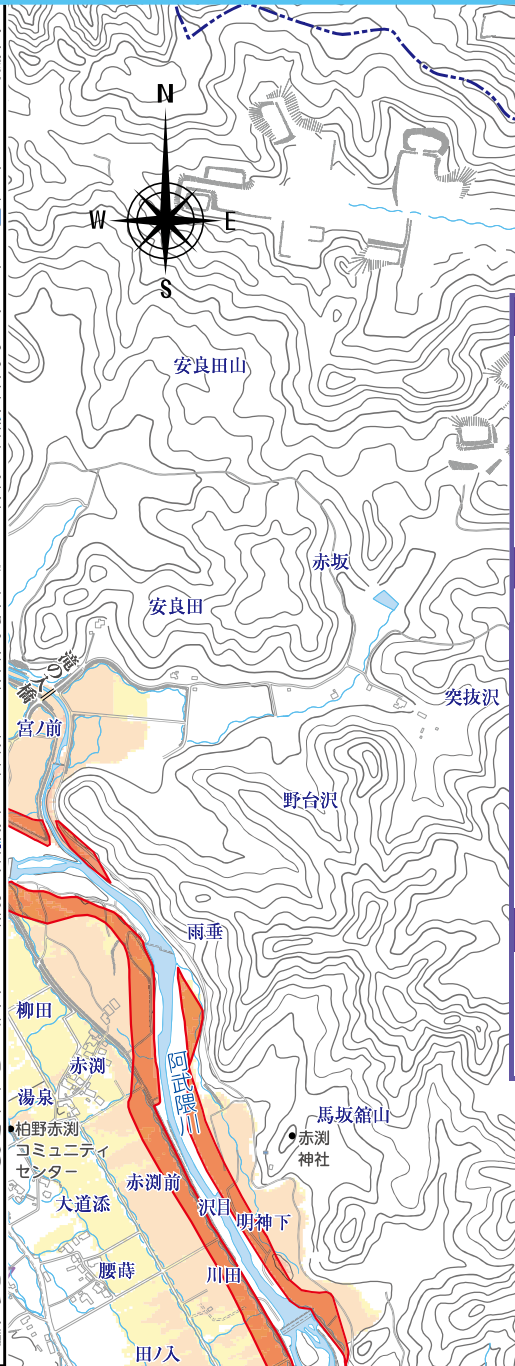 N
W
E
S
安良田山
赤坂
安良田
滝の入橋
突抜沢
宮ノ前
野台沢
雨垂
柳田
阿武隈川
赤渕
湯泉
馬坂舘山
柏野赤渕
コミュニティ
センター
赤渕
神社
赤渕前
大道添
沢目
明神下
腰蒔
川田
田ノ入